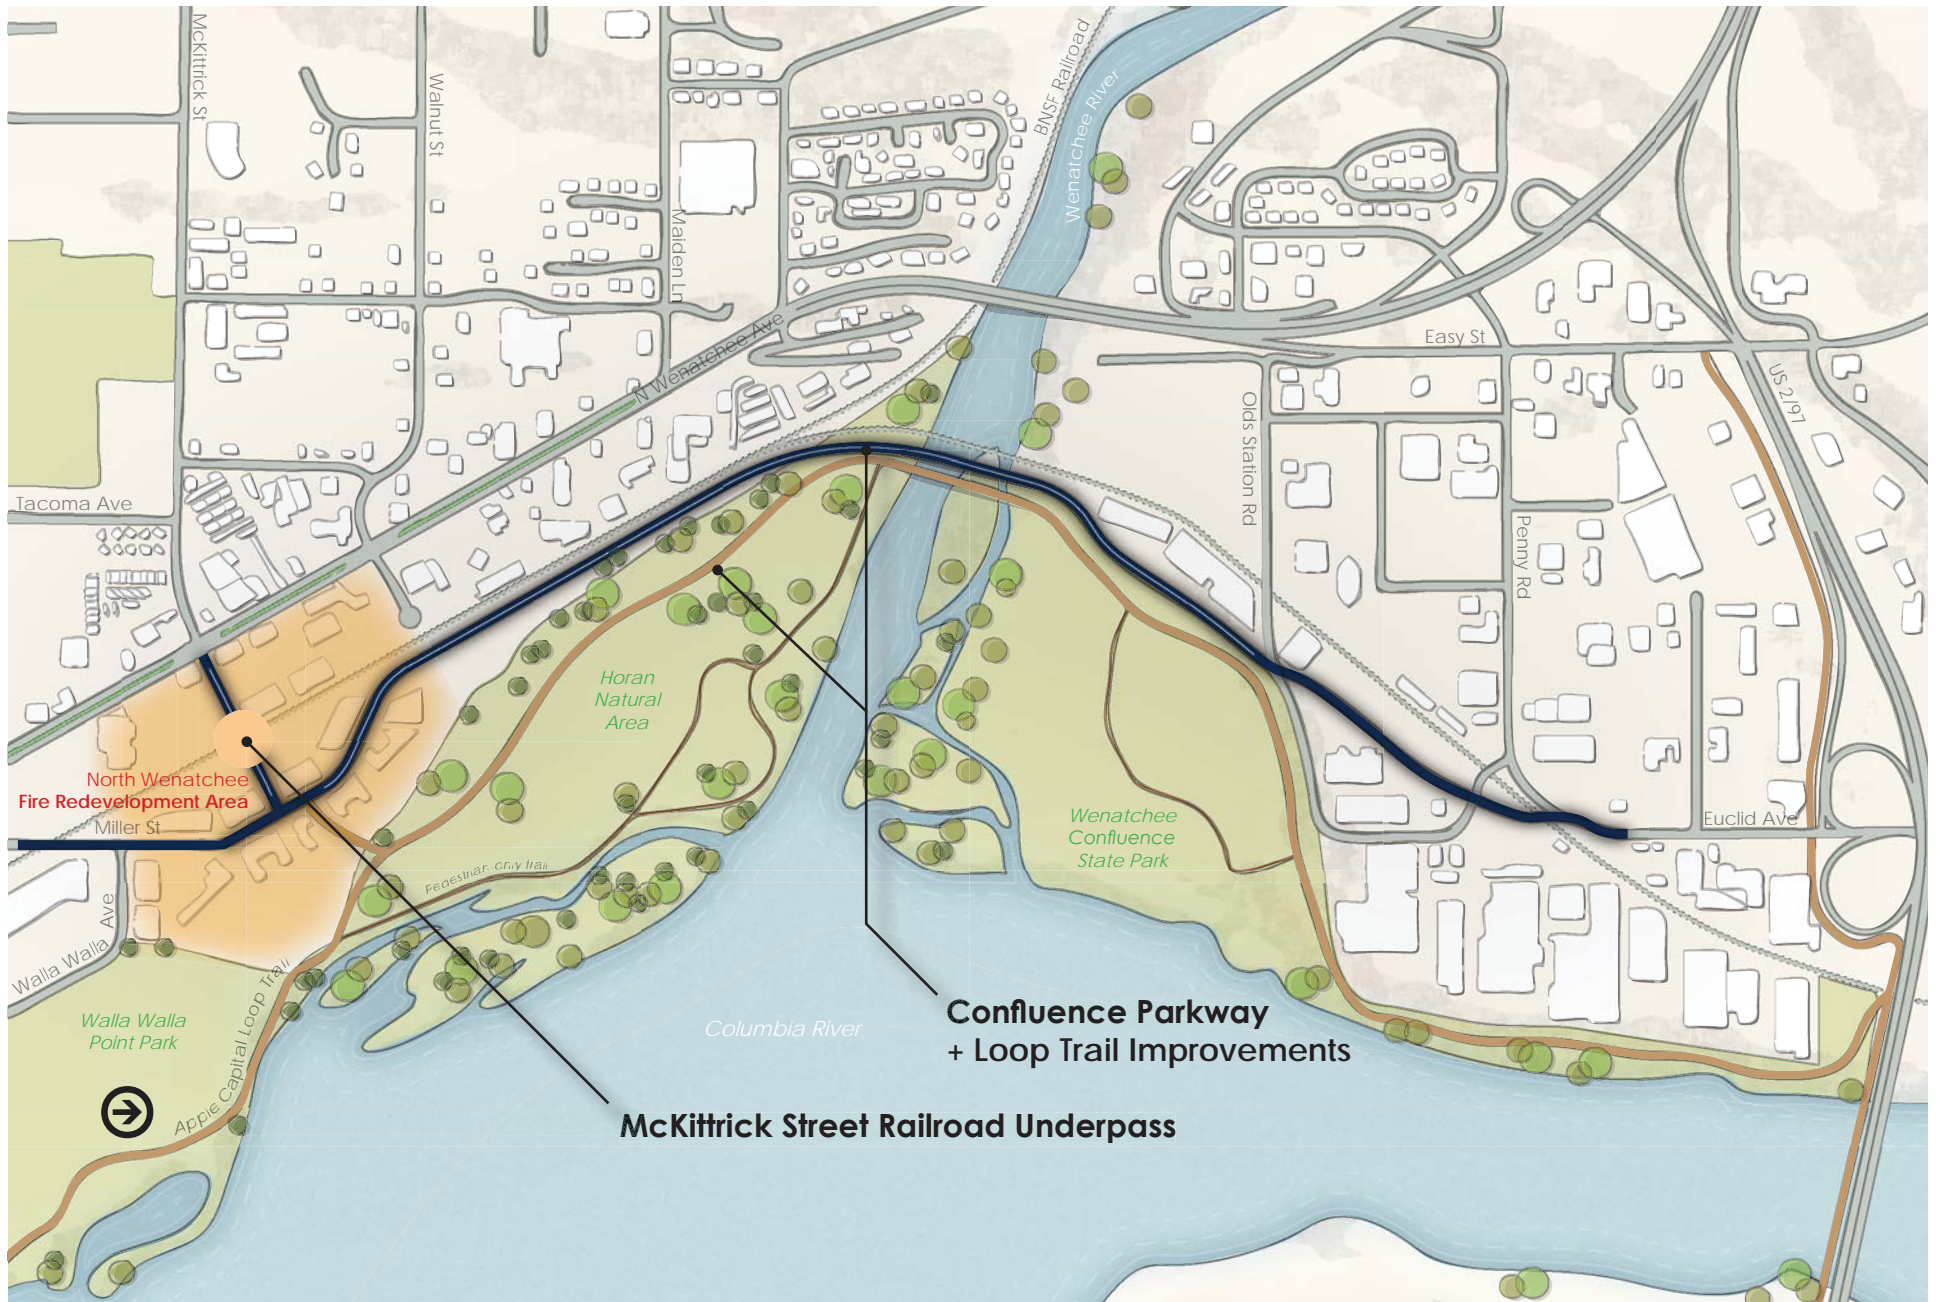 McKittrick St
Walnut St
Maiden Ln
BNSF Railroad
Wenatchee River
N Wenatchee Ave
Easy St
US 2/97
Olds Station Rd
Penny Rd
Tacoma Ave
Horan
Natural
Area
North Wenatchee
Fire Redevelopment Area
Miller St
Wenatchee
Confluence
State Park
Euclid Ave
Pedestrian only trail
Walla Walla Ave
Apple Capital Loop Trail
Walla Walla
Point Park
Columbia River
Confluence Parkway
+ Loop Trail Improvements
McKittrick Street Railroad Underpass